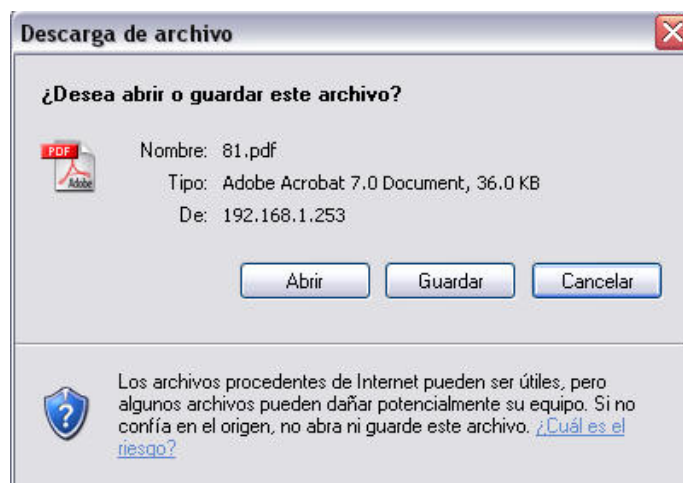 Descarga de archivo
¿Desea abrir o guardar este archivo?
PDF
Adobe
Nombre: 81.pdf
Tipo: Adobe Acrobat 7.0 Document, 36.0 KB
De: 192.168.1.253
Abrir
Guardar
Cancelar
Los archivos procedentes de Internet pueden ser útiles, pero
algunos archivos pueden dañar potencialmente su equipo. Si no
confía en el origen, no abra ni guarde este archivo. ¿Cuál es el
riesgo?